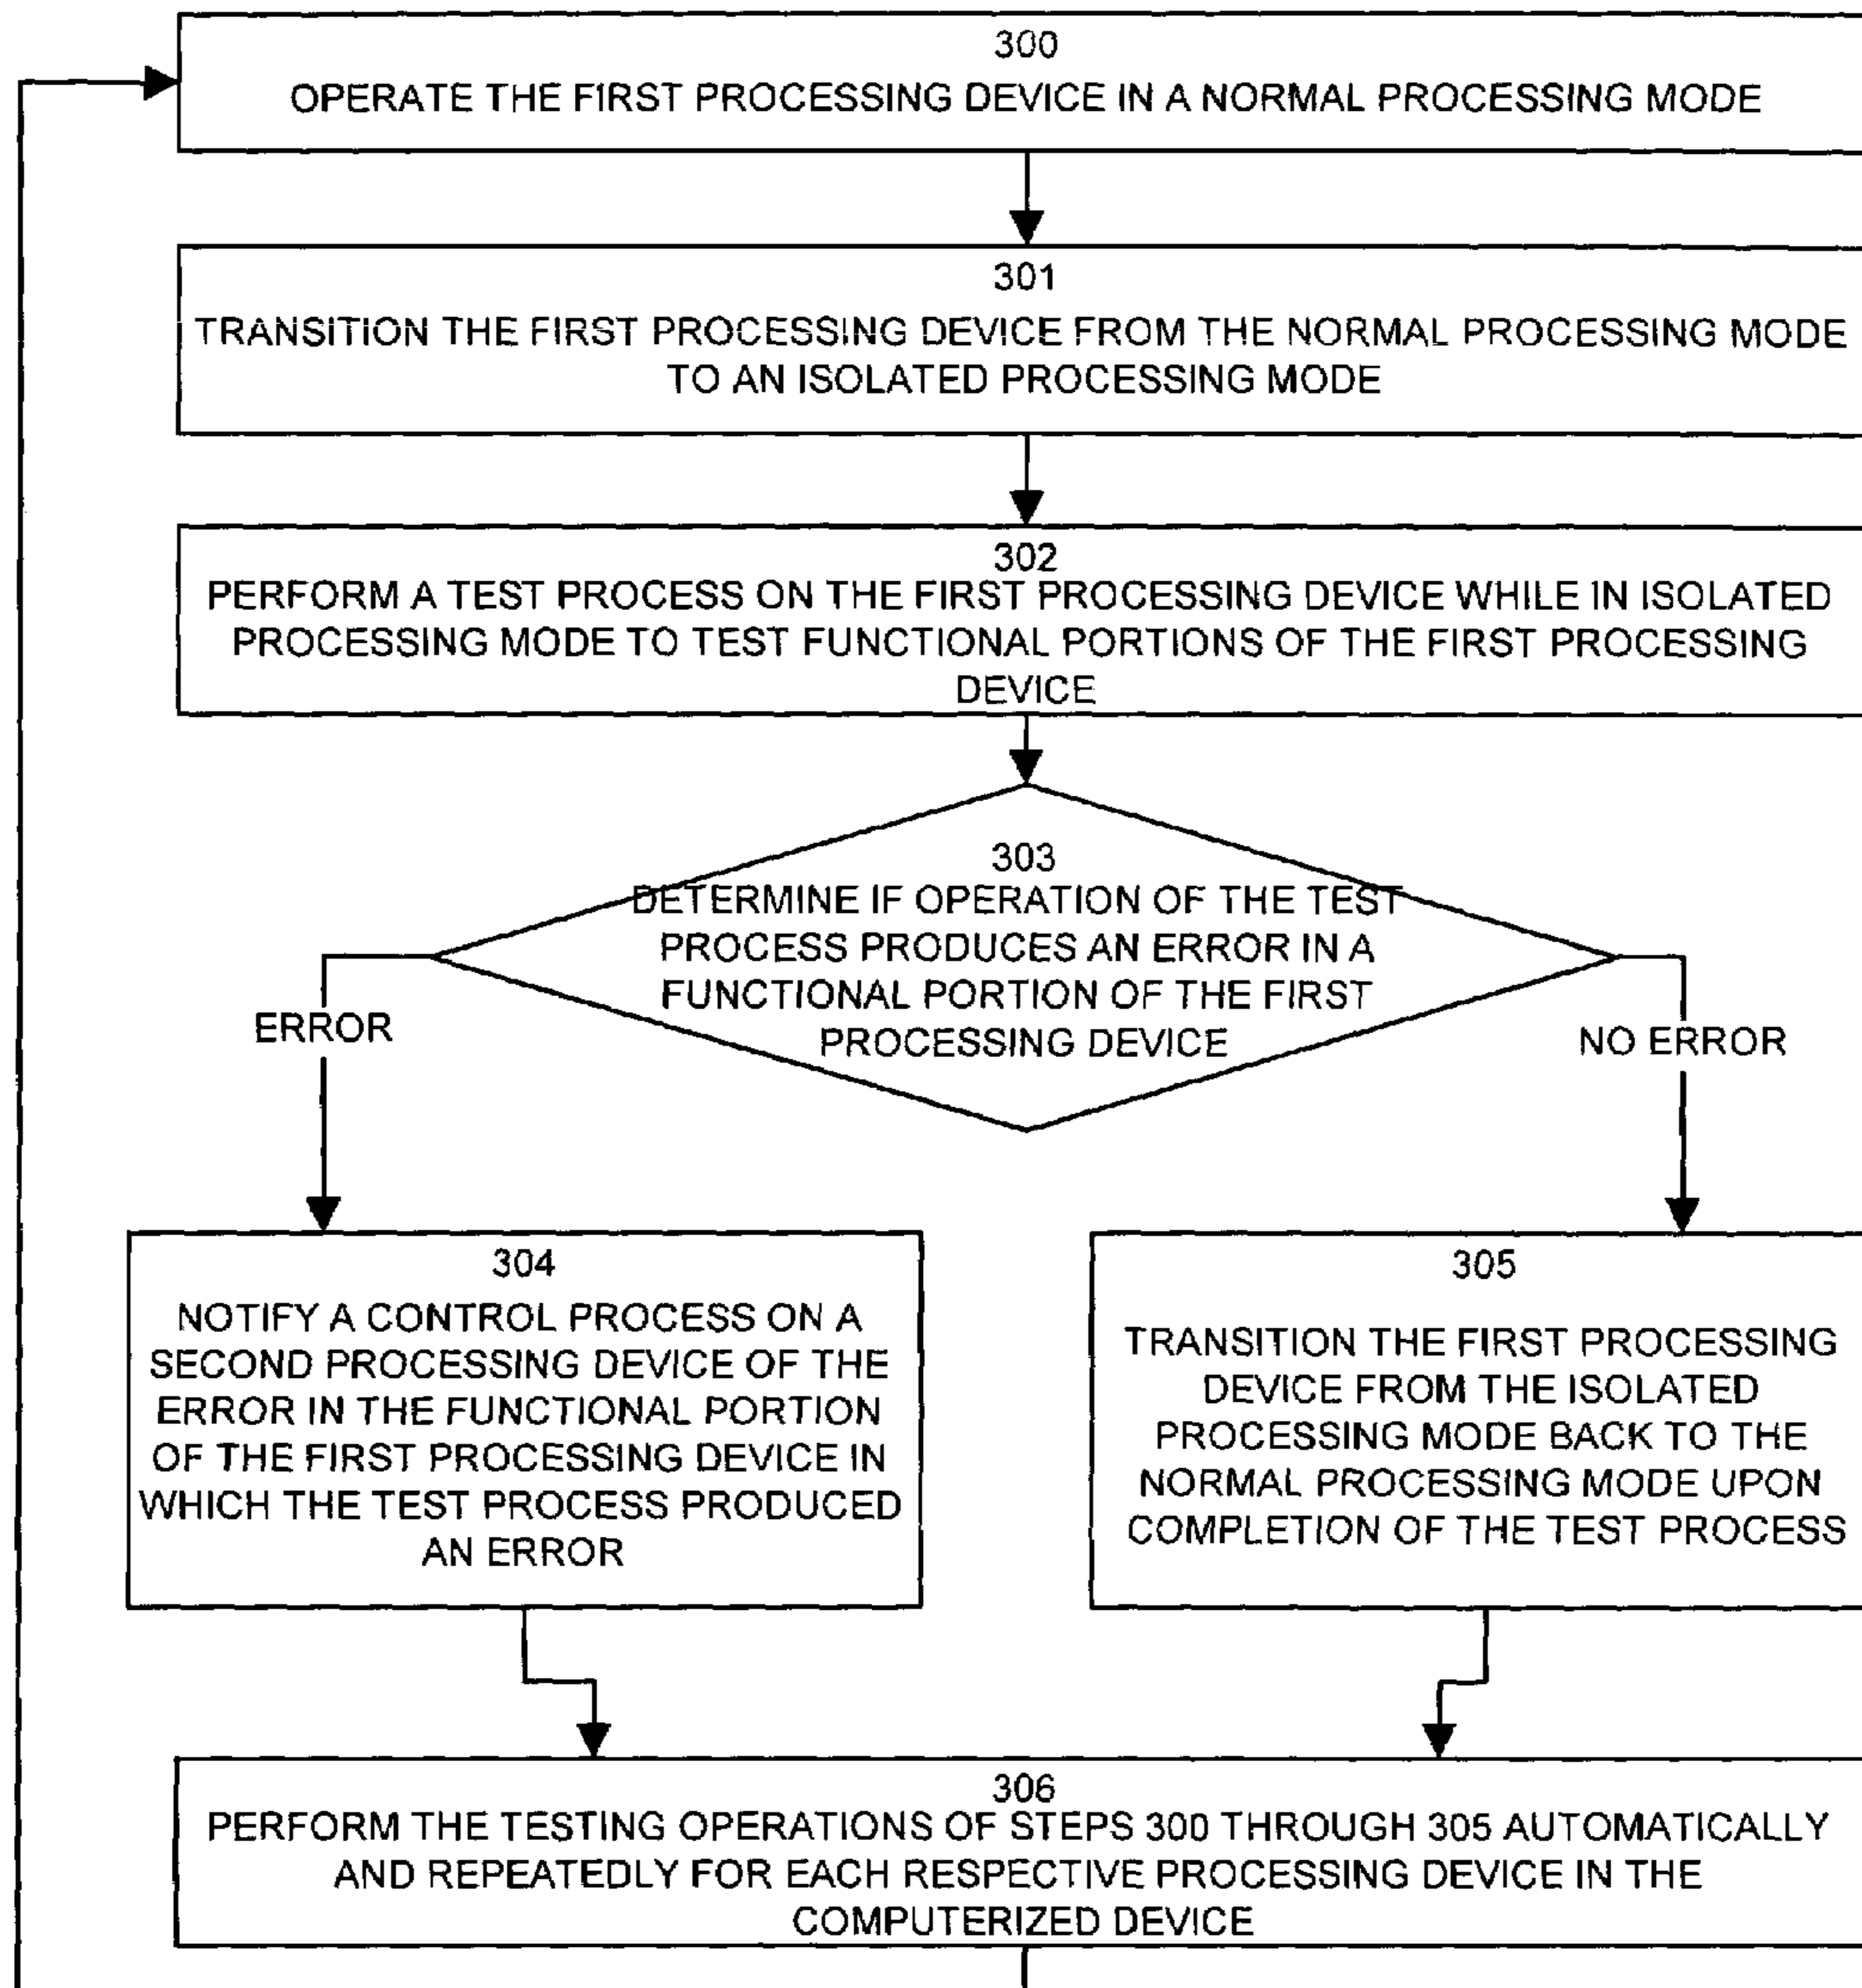 300
OPERATE THE FIRST PROCESSING DEVICE IN A NORMAL PROCESSING MODE
301
TRANSITION THE FIRST PROCESSING DEVICE FROM THE NORMAL PROCESSING MODE
TO AN ISOLATED PROCESSING MODE
302
PERFORM A TEST PROCESS ON THE FIRST PROCESSING DEVICE WHILE IN ISOLATED
PROCESSING MODE TO TEST FUNCTIONAL PORTIONS OF THE FIRST PROCESSING
DEVICE
303
DETERMINE IF OPERATION OF THE TEST
PROCESS PRODUCES AN ERROR IN A
FUNCTIONAL PORTION OF THE FIRST
PROCESSING DEVICE
ERROR
NO ERROR
304
NOTIFY A CONTROL PROCESS ON A
SECOND PROCESSING DEVICE OF THE
ERROR IN THE FUNCTIONAL PORTION
OF THE FIRST PROCESSING DEVICE IN
WHICH THE TEST PROCESS PRODUCED
AN ERROR
305
TRANSITION THE FIRST PROCESSING
DEVICE FROM THE ISOLATED
PROCESSING MODE BACK TO THE
NORMAL PROCESSING MODE UPON
COMPLETION OF THE TEST PROCESS
306
PERFORM THE TESTING OPERATIONS OF STEPS 300 THROUGH 305 AUTOMATICALLY
AND REPEATEDLY FOR EACH RESPECTIVE PROCESSING DEVICE IN THE
COMPUTERIZED DEVICE